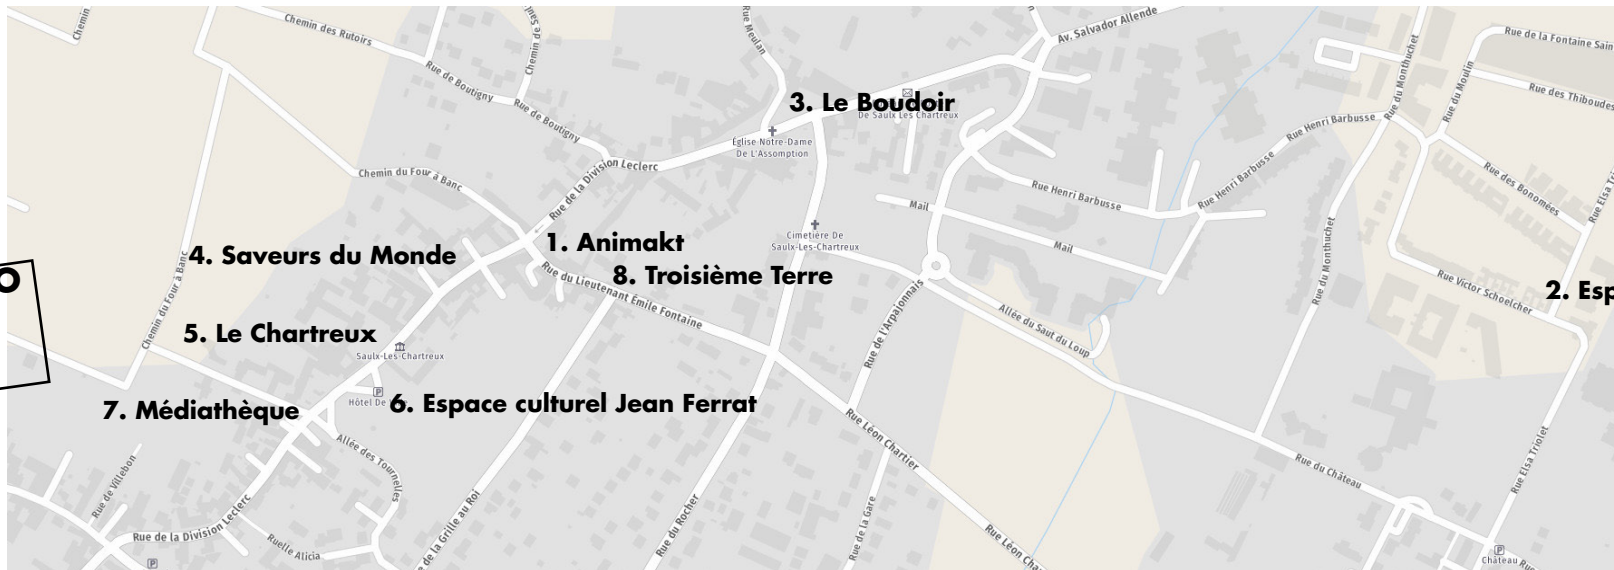 Chemin
Chemin des Rutoirs
Chemin de Saul
Rue Meulan
Av. Salvador Allende
Rue du Monthuchet
Rue du Moulin
Rue de la Fontaine Sain
Rue des Thiboudes
Rue de Boutigny
Rue de Boutigny
3. Le Boudoir
De Saulx Les Chartreux
Église Notre-Dame
De L'Assomption
Rue Henri Barbusse
Rue Henri Barbusse
Rue Henri Barbusse
Rue des Bonomées
Rue Elsa Tri
Chemin du Four à Banc
Rue de la Division Leclerc
Mail
Mail
Cimetière De
Saulx-Les-Chartreux
1. Animakt
4. Saveurs du Monde
8. Troisième Terre
Rue du Lieutenant Émile Fontaine
Rue du Monthuchet
Rue Victor Schoelcher
2. Esp
O
Chemin du Four à Banc
5. Le Chartreux
Saulx-Les-Chartreux
Rue de l'Arpajonnais
Allée du Saut du Loup
7. Médiathèque
Hôtel De
6. Espace culturel Jean Ferrat
Allée des Tournelles
Rue Léon Chartier
Rue du Château
Rue Elsa Triolet
Rue de Villebon
Rue de la Division Leclerc
Ruelle Alicia
e de la Grille au Roi
Rue du Rocher
Rue de la Gare
Rue Léon Cha
Château
Rue
P
P
P